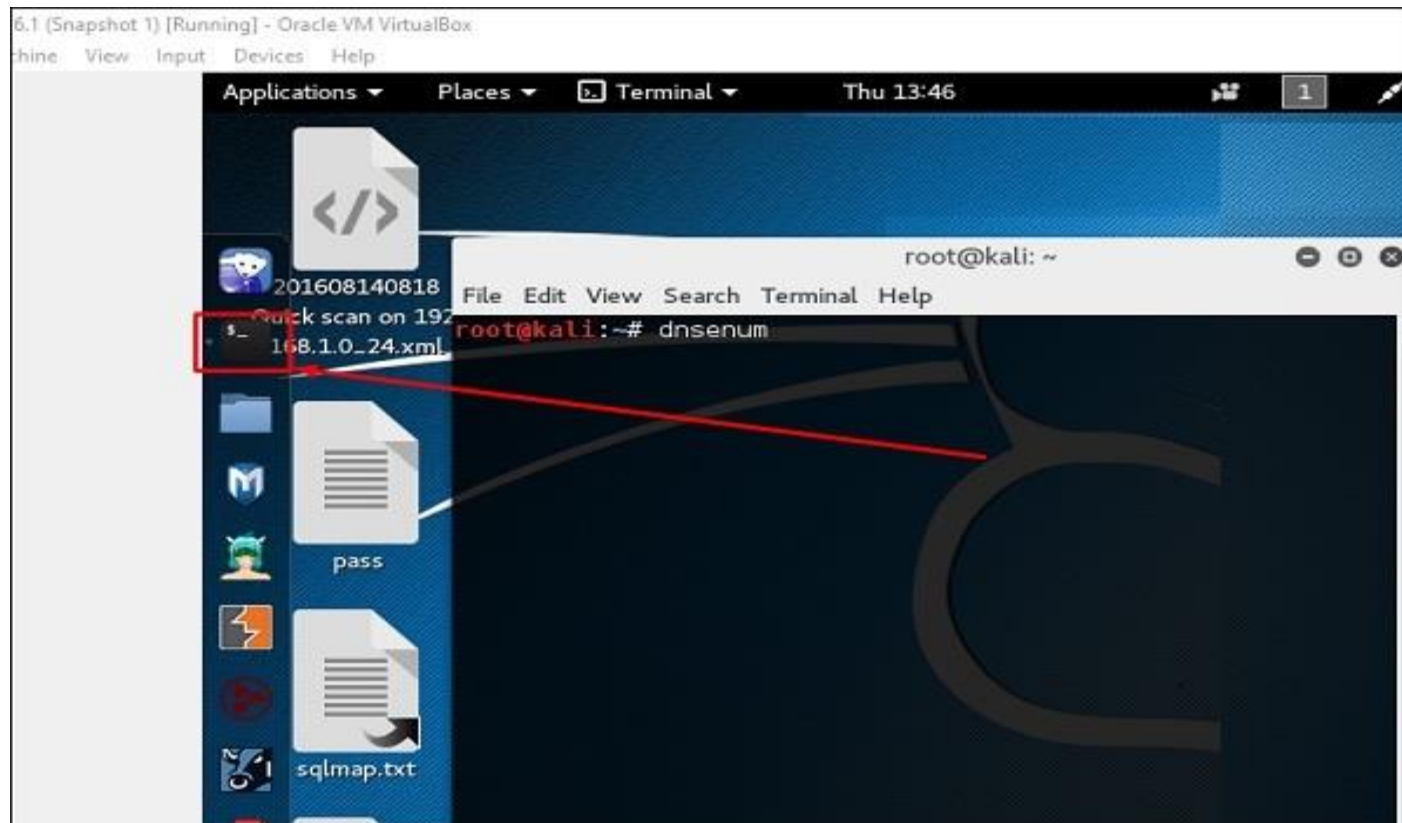 6.1 (Snapshot 1) [Running] - Oracle VM VirtualBox
chine View Input Devices Help
Applications Places Terminal Thu 13:46 1
root@kali: ~
File Edit View Search Terminal Help
root@kali:~# dnsenum
201608140818
Quick scan on 192
168.1.0_24.xml
$_
pass
sqlmap.txt